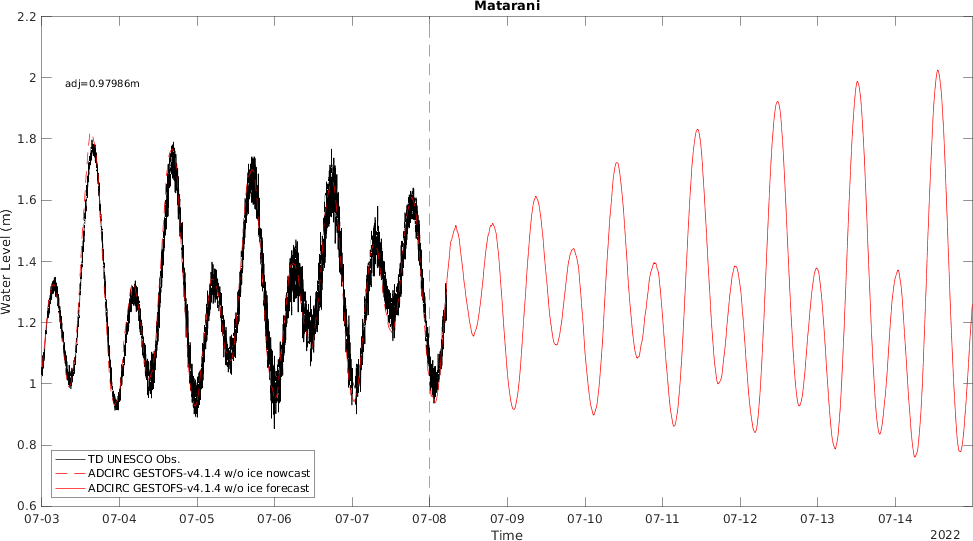 Matarani
2.2
2
1.8
1.6
1.4
1.2
1
0.8
0.6
Water Level (m)
adj=0.97986m
TD UNESCO Obs.
ADCIRC GESTOFS-v4.1.4 w/o ice nowcast
ADCIRC GESTOFS-v4.1.4 w/o ice forecast
07-03 07-04 07-05 07-06 07-07 07-08 07-09 07-10 07-11 07-12 07-13 07-14
Time
2022